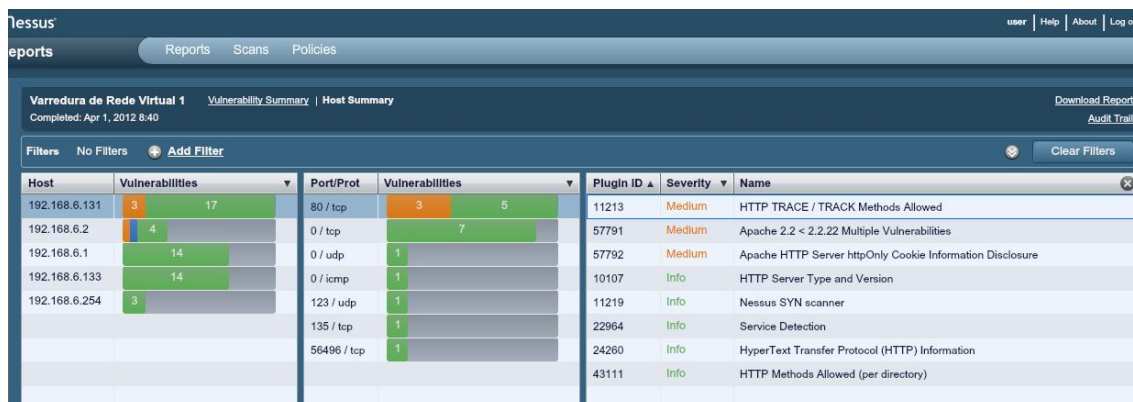 Nessus
user | Help | About | Log o
eports Reports Scans Policies
Varredura de Rede Virtual 1 Vulnerability Summary | Host Summary Download Report
Completed: Apr 1, 2012 8:40 Audit Trail
Filters No Filters Add Filter Clear Filters
Host Vulnerabilities Port/Prot Vulnerabilities Plugin ID Severity Name
192.168.6.131 3 17 80 / tcp 3 5 11213 Medium HTTP TRACE / TRACK Methods Allowed
192.168.6.2 4 0 / tcp 7 57791 Medium Apache 2.2 < 2.2.22 Multiple Vulnerabilities
192.168.6.1 14 0 / udp 1 57792 Medium Apache HTTP Server httpOnly Cookie Information Disclosure
192.168.6.133 14 0 / icmp 1 10107 Info HTTP Server Type and Version
192.168.6.254 3 123 / udp 1 11219 Info Nessus SYN scanner
135 / tcp 1 22964 Info Service Detection
56496 / tcp 1 24260 Info HyperText Transfer Protocol (HTTP) Information
43111 Info HTTP Methods Allowed (per directory)